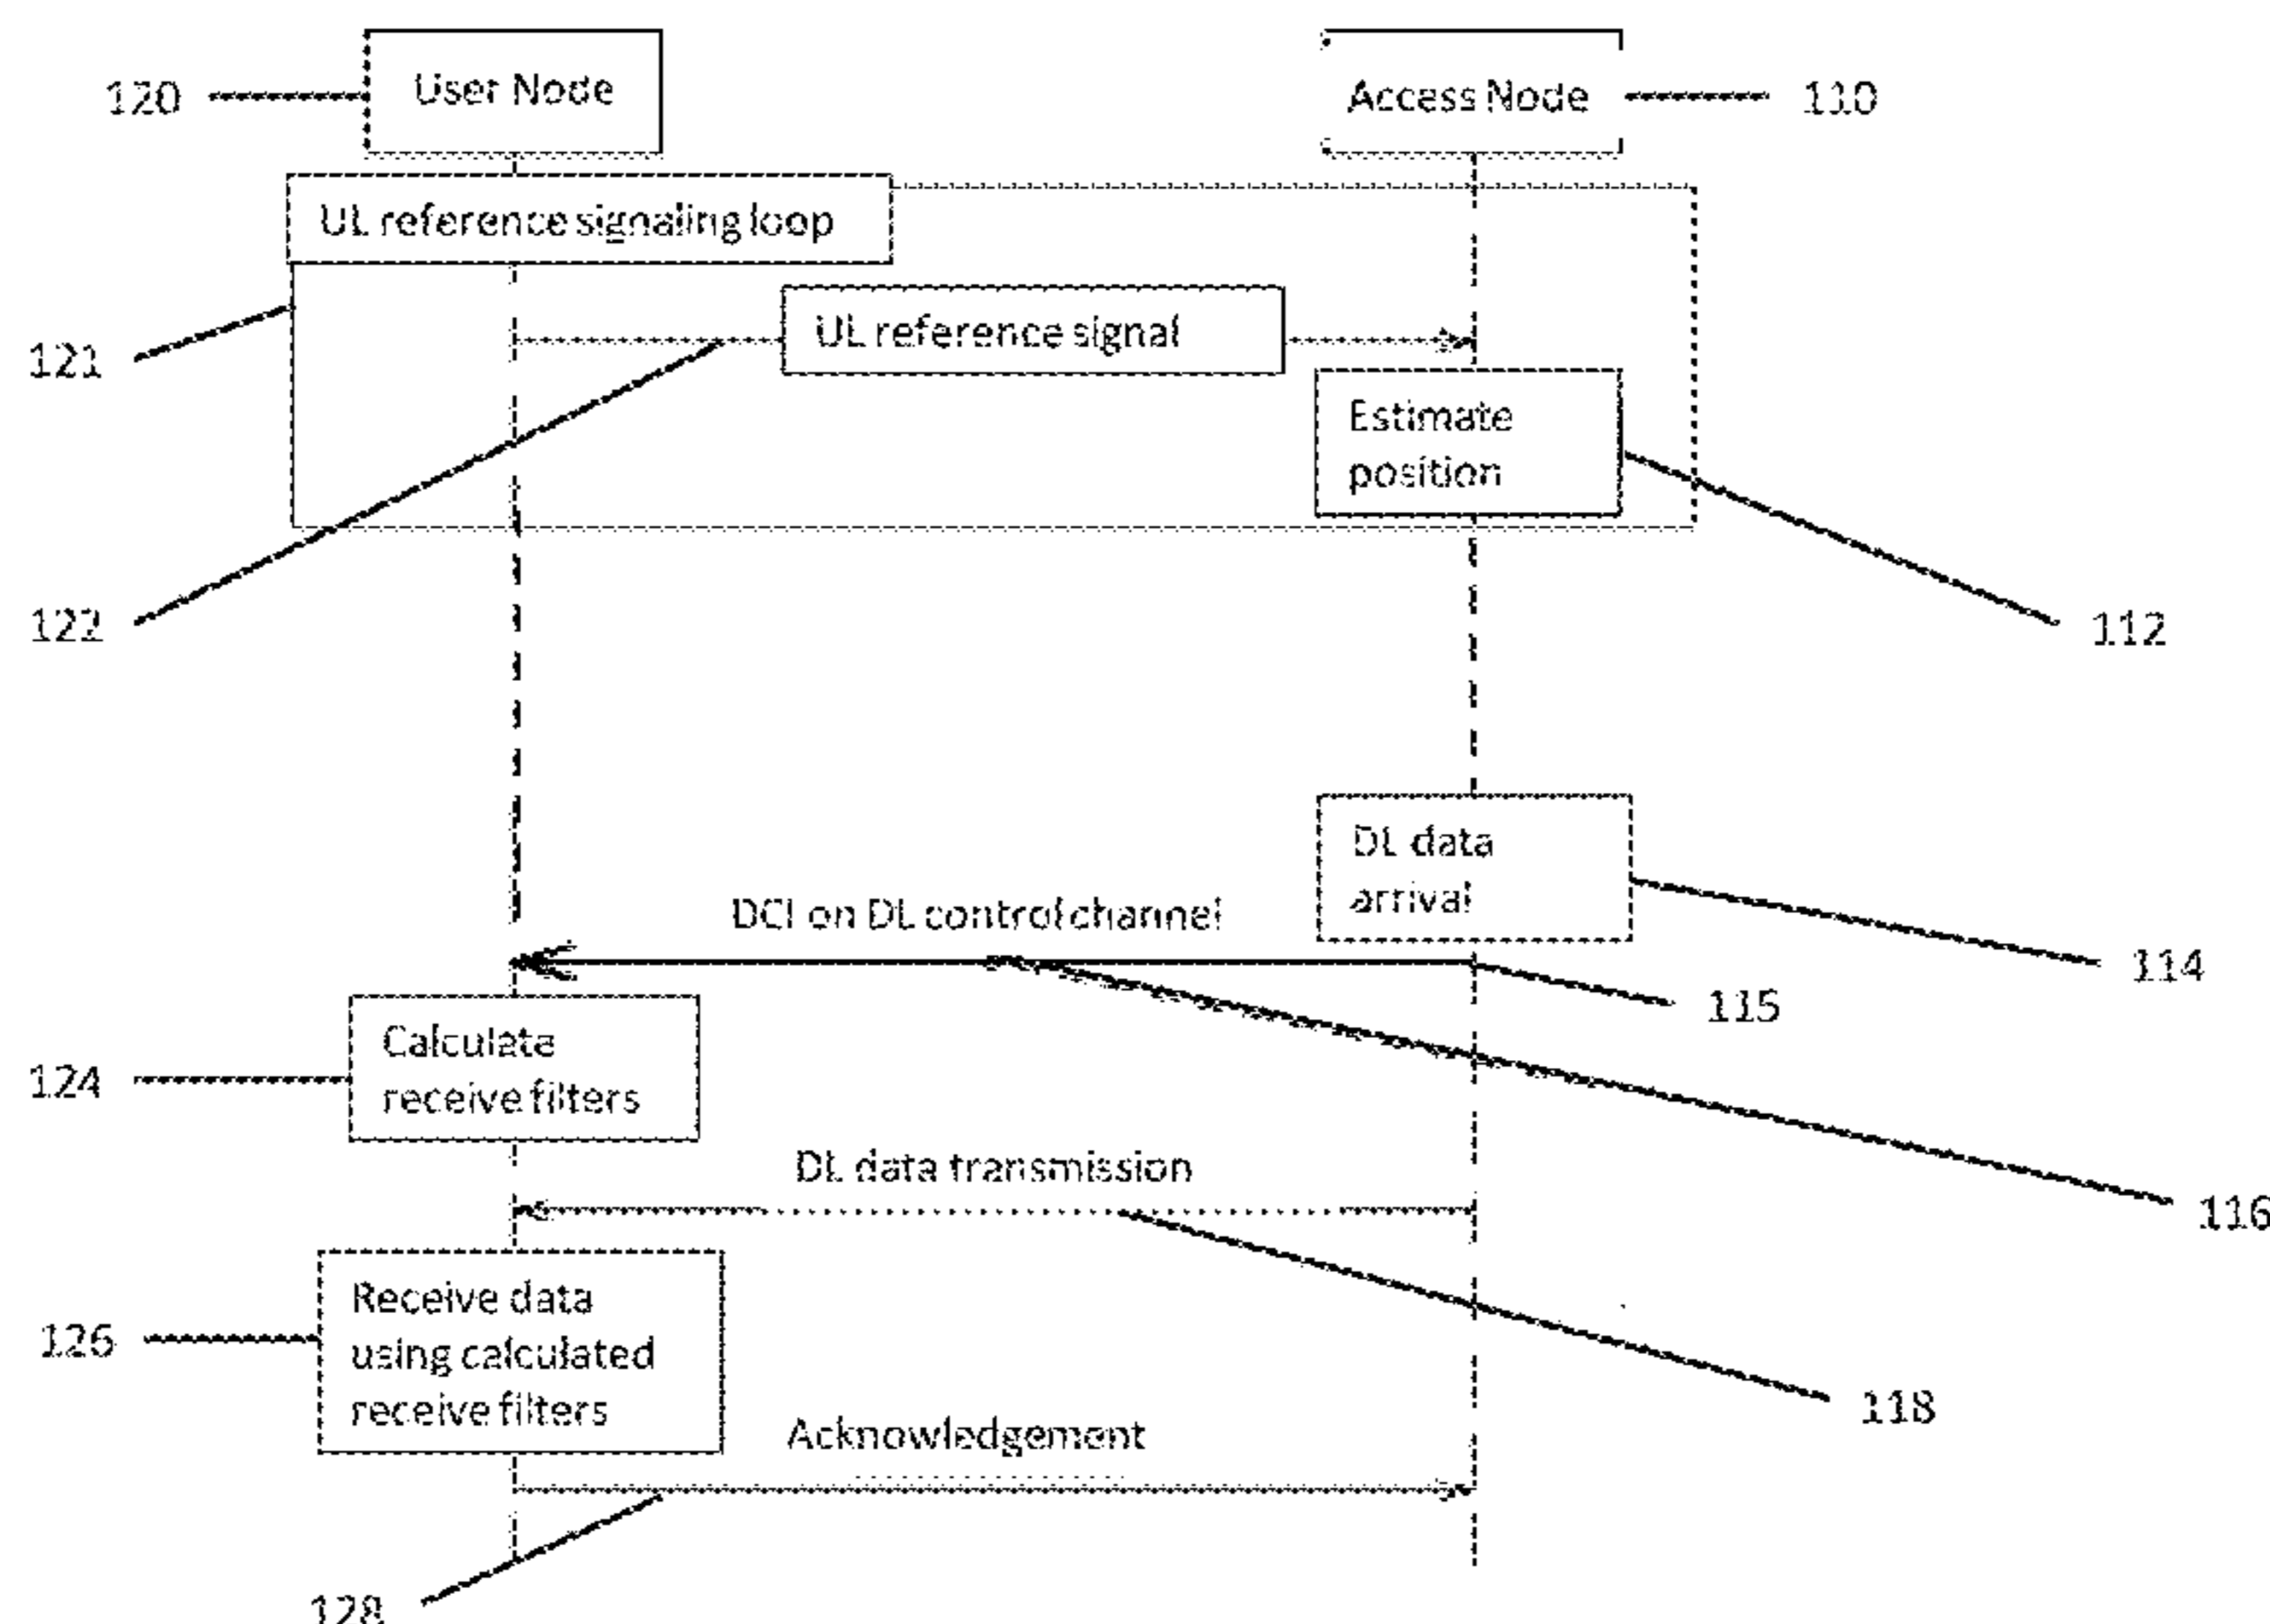 120
User Node
Access Node
110
UL reference signaling loop
UL reference signal
121
Estimate
position
122
112
DL data
arrival
DCI on DL control channel
114
115
Calculate
receive filters
124
DL data transmission
116
Receive data
using calculated
receive filters
126
118
Acknowledgement
128